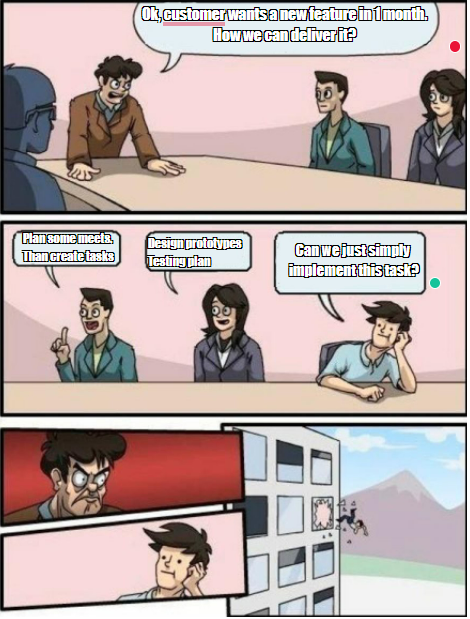 Ok, customer wants a new feature in 1 month.
How we can deliver it?
Plan some meets.
Than create tasks
Design prototypes
Testing plan
Can we just simply
implement this task?